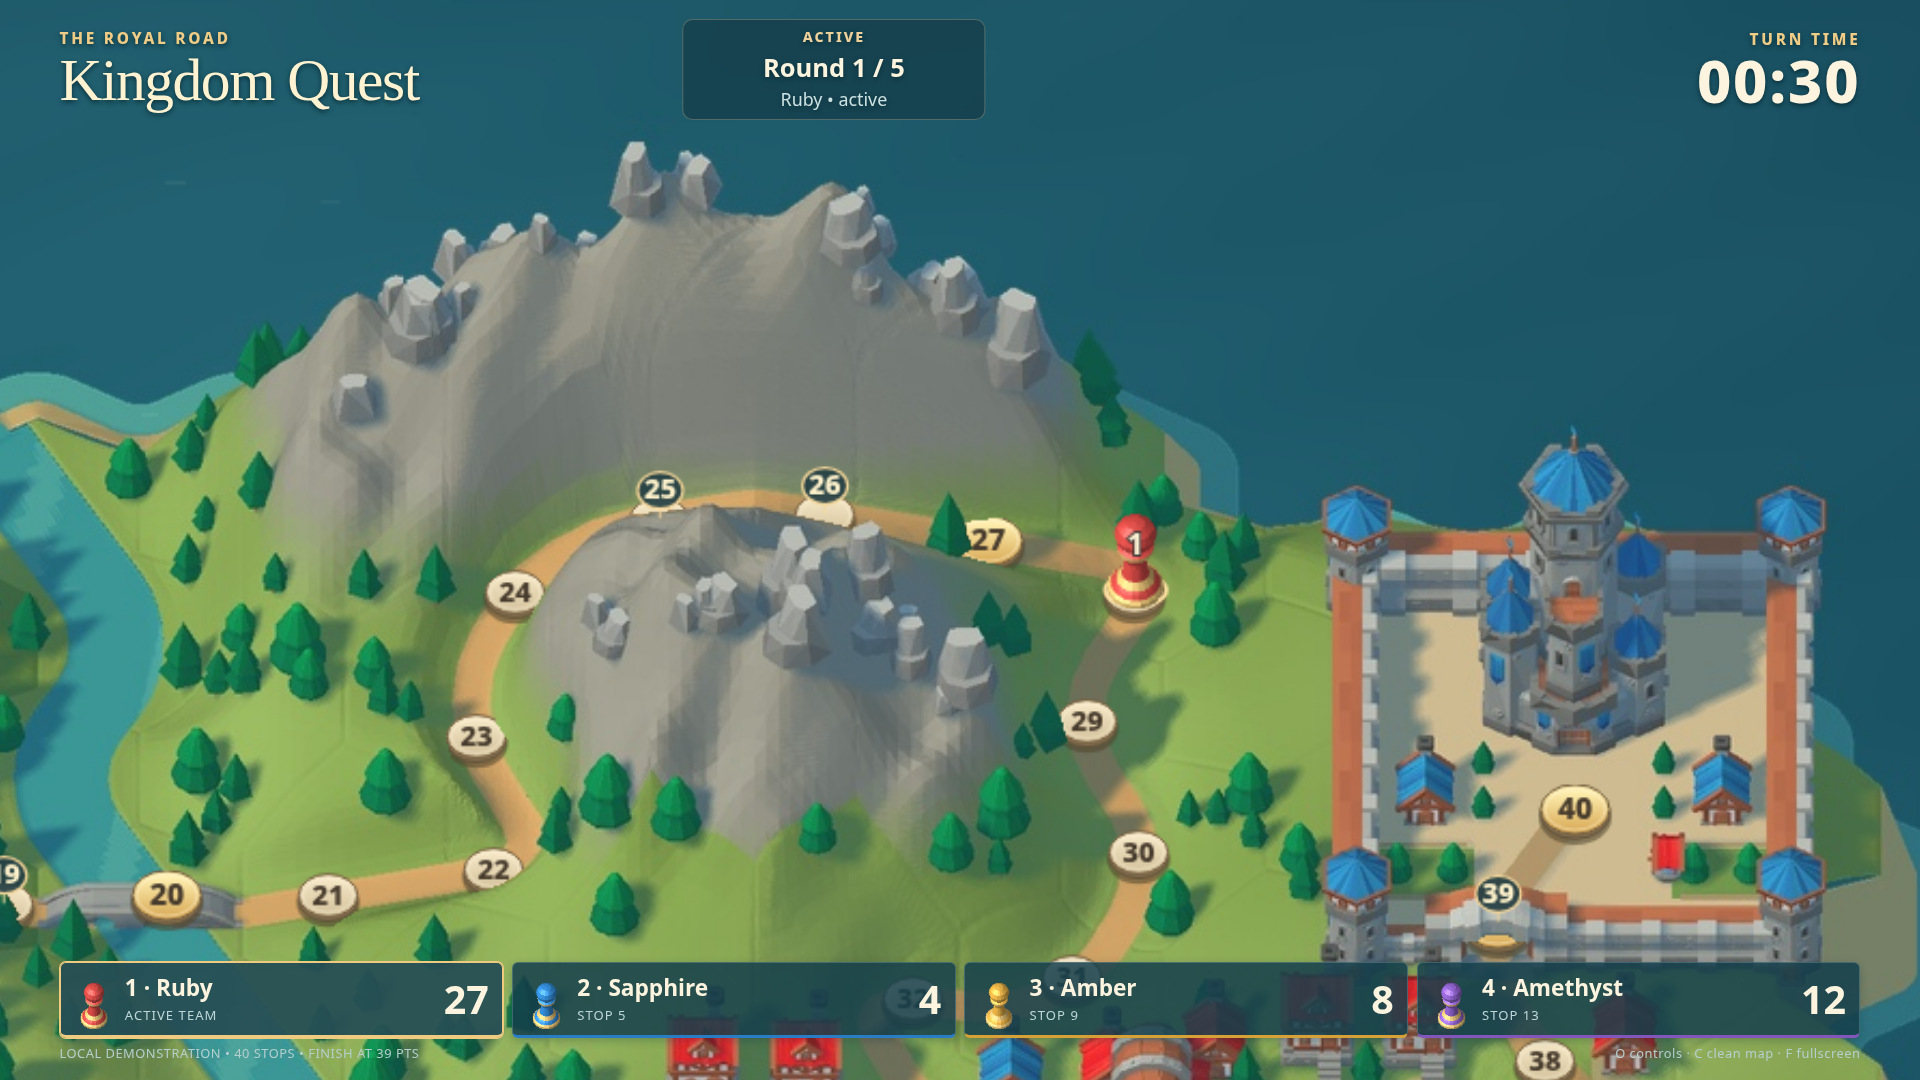 THE ROYAL ROAD
Kingdom Quest
ACTIVE
Round 1 / 5
Ruby • active
TURN TIME
00:30
25
26
27
1
24
23
29
22
30
40
39
19
20
21
31
32
38
1 · Ruby
ACTIVE TEAM
27
2 · Sapphire
STOP 5
4
3 · Amber
STOP 9
8
4 · Amethyst
STOP 13
12
LOCAL DEMONSTRATION • 40 STOPS • FINISH AT 39 PTS
O controls · C clean map · F fullscreen